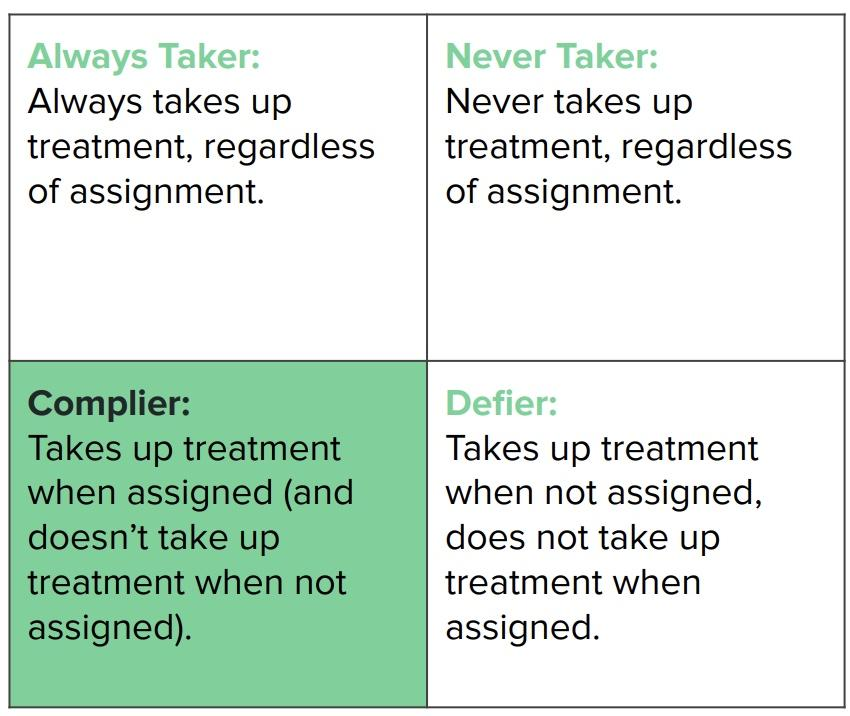 Always Taker:
Always takes up
treatment, regardless
of assignment.
Never Taker:
Never takes up
treatment, regardless
of assignment.
Complier:
Takes up treatment
when assigned (and
doesn’t take up
treatment when not
assigned).
Defier:
Takes up treatment
when not assigned,
does not take up
treatment when
assigned.